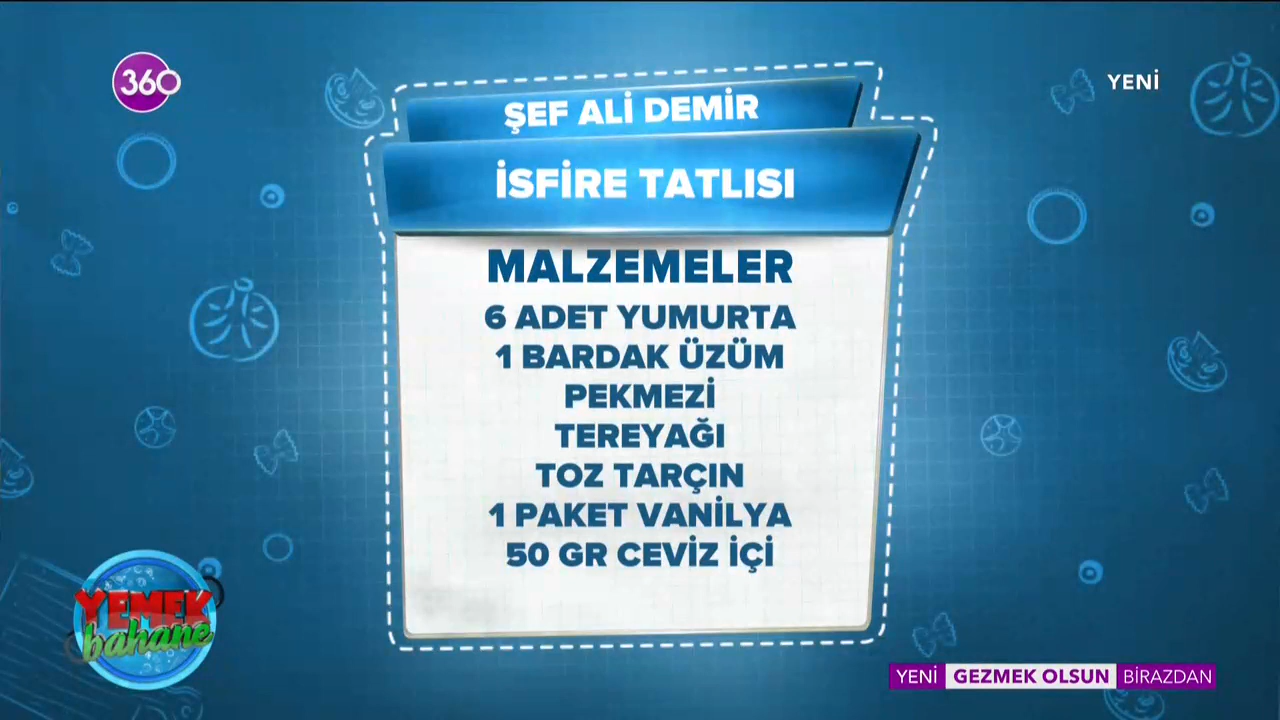 360
YENİ
ŞEF ALİ DEMİR
İSFİRE TATLISI
MALZEMELER
6 ADET YUMURTA
1 BARDAK ÜZÜM
PEKMEZİ
TEREYAĞI
TOZ TARÇIN
1 PAKET VANİLYA
50 GR CEVİZ İÇİ
YEMEK
bahane
YENİ GEZMEK OLSUN BİRAZDAN